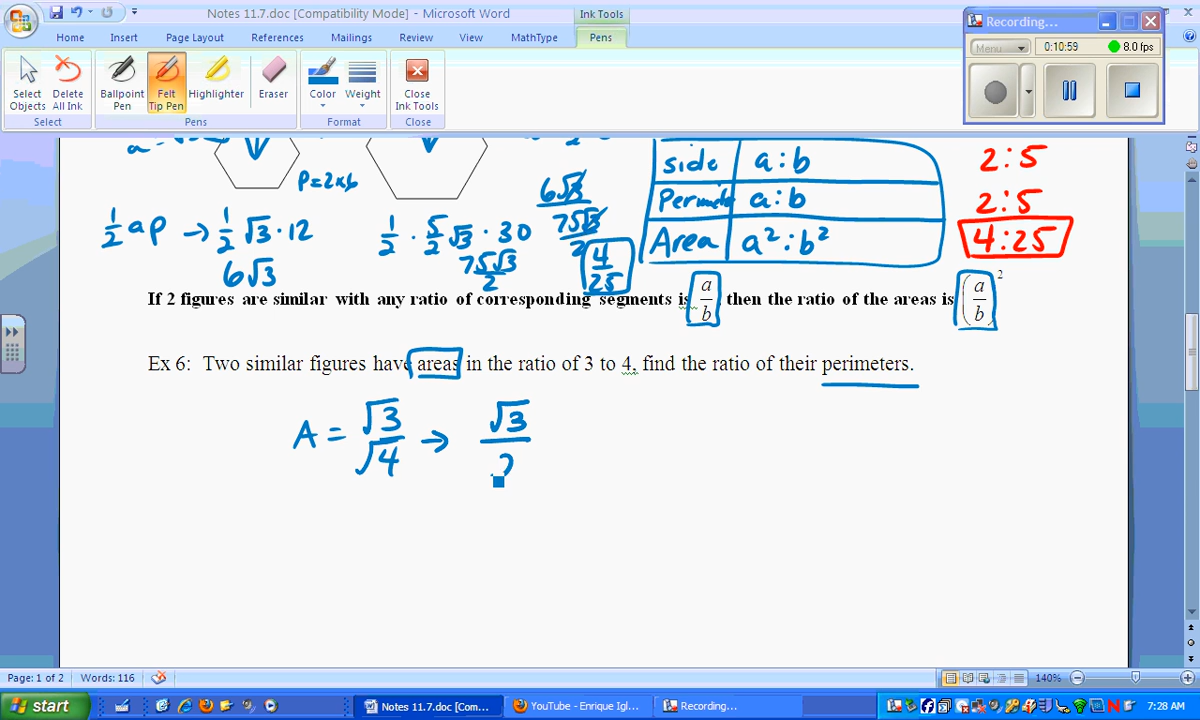 Notes 11.7.doc [Compatibility Mode] - Microsoft Word
Ink Tools
Home Insert Page Layout References Mailings Review View MathType Pens
Select Objects
Delete All Ink
Ballpoint Pen
Felt Tip Pen
Highlighter
Eraser
Color
Weight
Close Ink Tools
Select Pens Format Close
Recording...
Menu 0:10:59 8.0 fps
P=2xb
½ap → ½√3·12
6√3
½ · 5/2 √3 · 30
75√3/2
6√3
75√3/2
4/25
side a:b
Perimeter a:b
Area a²:b²
2:5
2:5
4:25
If 2 figures are similar with any ratio of corresponding segments is a/b, then the ratio of the areas is (a/b)²
Ex 6: Two similar figures have areas in the ratio of 3 to 4, find the ratio of their perimeters.
A = √3/√4 → √3/2
Page: 1 of 2 Words: 116 140%
start Notes 11.7.doc [Com... YouTube - Enrique Igl... Recording... 7:28 AM